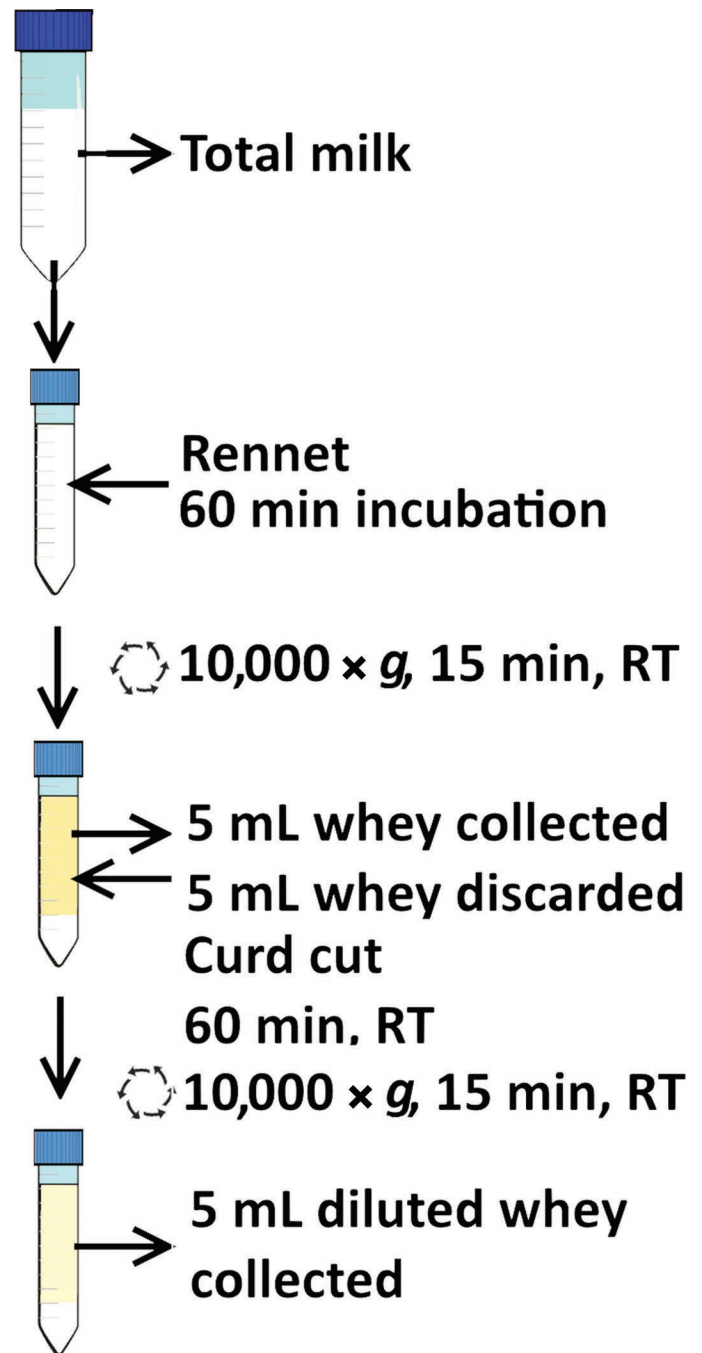 Total milk
Rennet
60 min incubation
10,000 × g, 15 min, RT
5 mL whey collected
5 mL whey discarded
Curd cut
60 min, RT
10,000 × g, 15 min, RT
5 mL diluted whey
collected